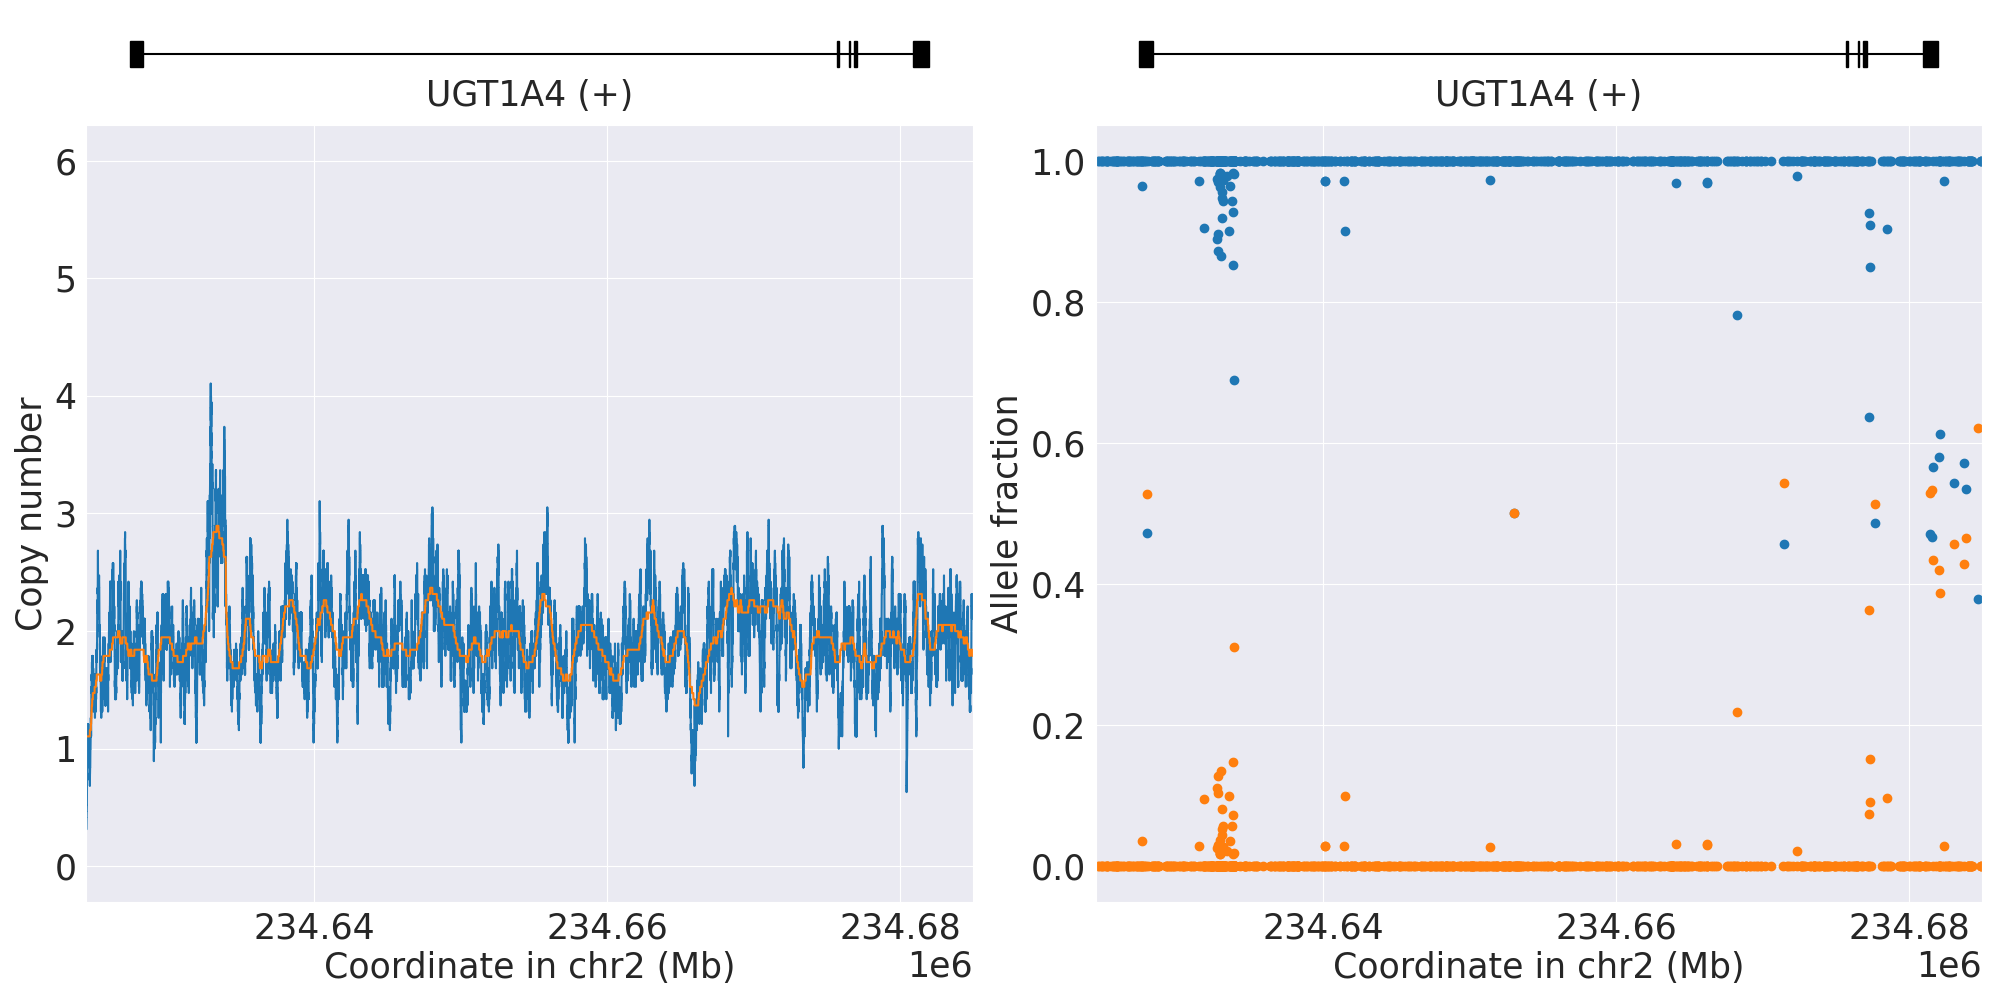 UGT1A4 (+)
6
5
4
3
2
1
0
Copy number
234.64
234.66
234.68
Coordinate in chr2 (Mb)
1e6
UGT1A4 (+)
1.0
0.8
0.6
0.4
0.2
0.0
Allele fraction
234.64
234.66
234.68
Coordinate in chr2 (Mb)
1e6